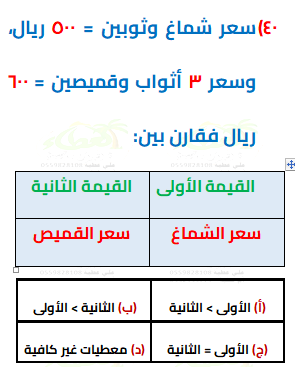 ٤٠)سعر شماغ وثوبين = ٥٠٠ ريال،
وسعر ٣ أثواب وقميصين = ٦٠٠
ريال فقارن بين:
القيمة الأولى القيمة الثانية
سعر الشماغ سعر القميص
(أ) الأولى > الثانية (ب) الثانية > الأولى
(ج) الأولى = الثانية (د) معطيات غير كافية